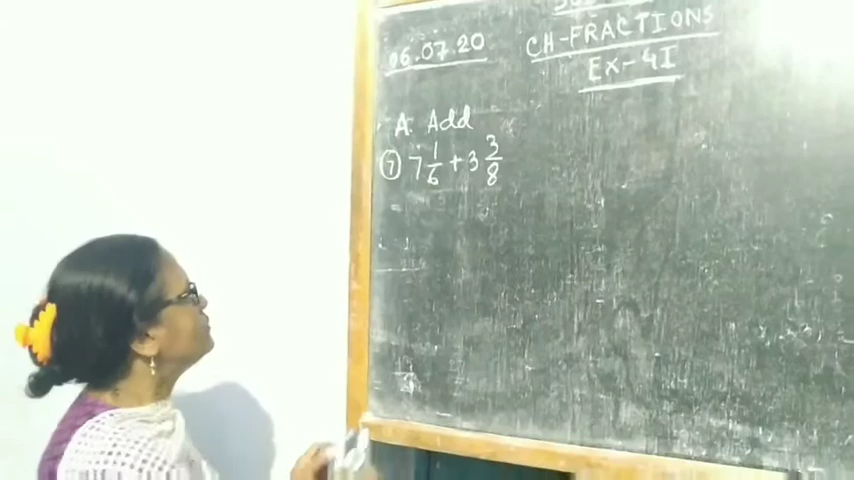 06.07.20
CH-FRACTIONS
Ex-4I
A. Add
⑦ 7 1/6 + 3 3/8